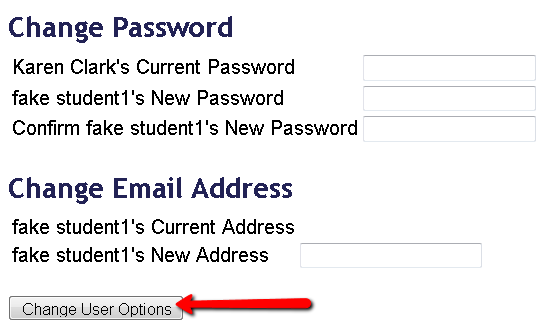 Change Password
Karen Clark's Current Password
fake student1's New Password
Confirm fake student1's New Password
Change Email Address
fake student1's Current Address
fake student1's New Address
Change User Options